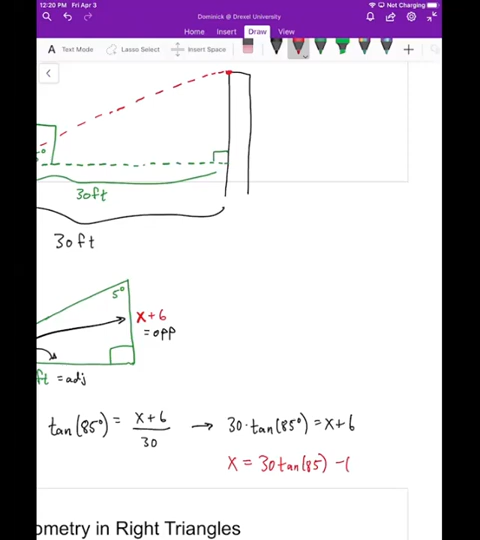 12:20 PM Fri Apr 3
Not Charging
Dominick @ Drexel University
Home Insert Draw View
Text Mode Lasso Select Insert Space
30ft
30ft
5°
x+6
= opp
ft = adj
tan(85°) = x+6/30 → 30·tan(85°) = x+6
x = 30tan(85) -(
ometry in Right Triangles